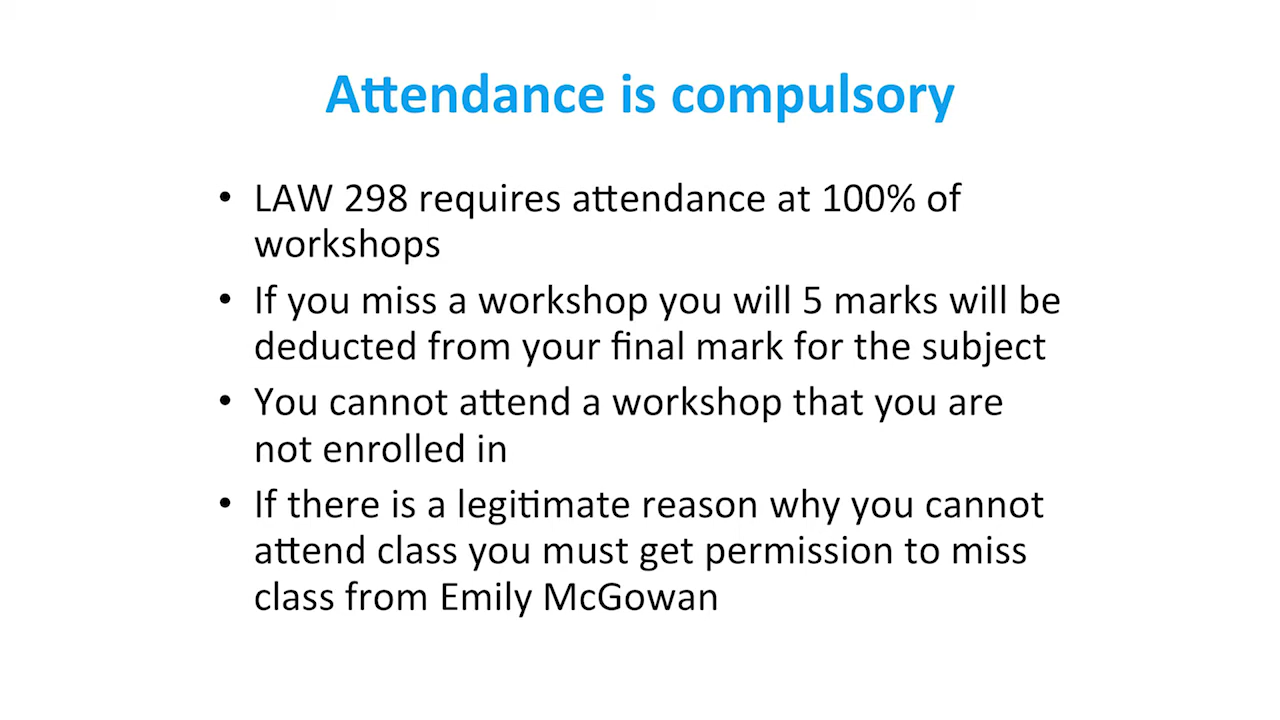 Attendance is compulsory
• LAW 298 requires attendance at 100% of
workshops
• If you miss a workshop you will 5 marks will be
deducted from your final mark for the subject
• You cannot attend a workshop that you are
not enrolled in
• If there is a legitimate reason why you cannot
attend class you must get permission to miss
class from Emily McGowan